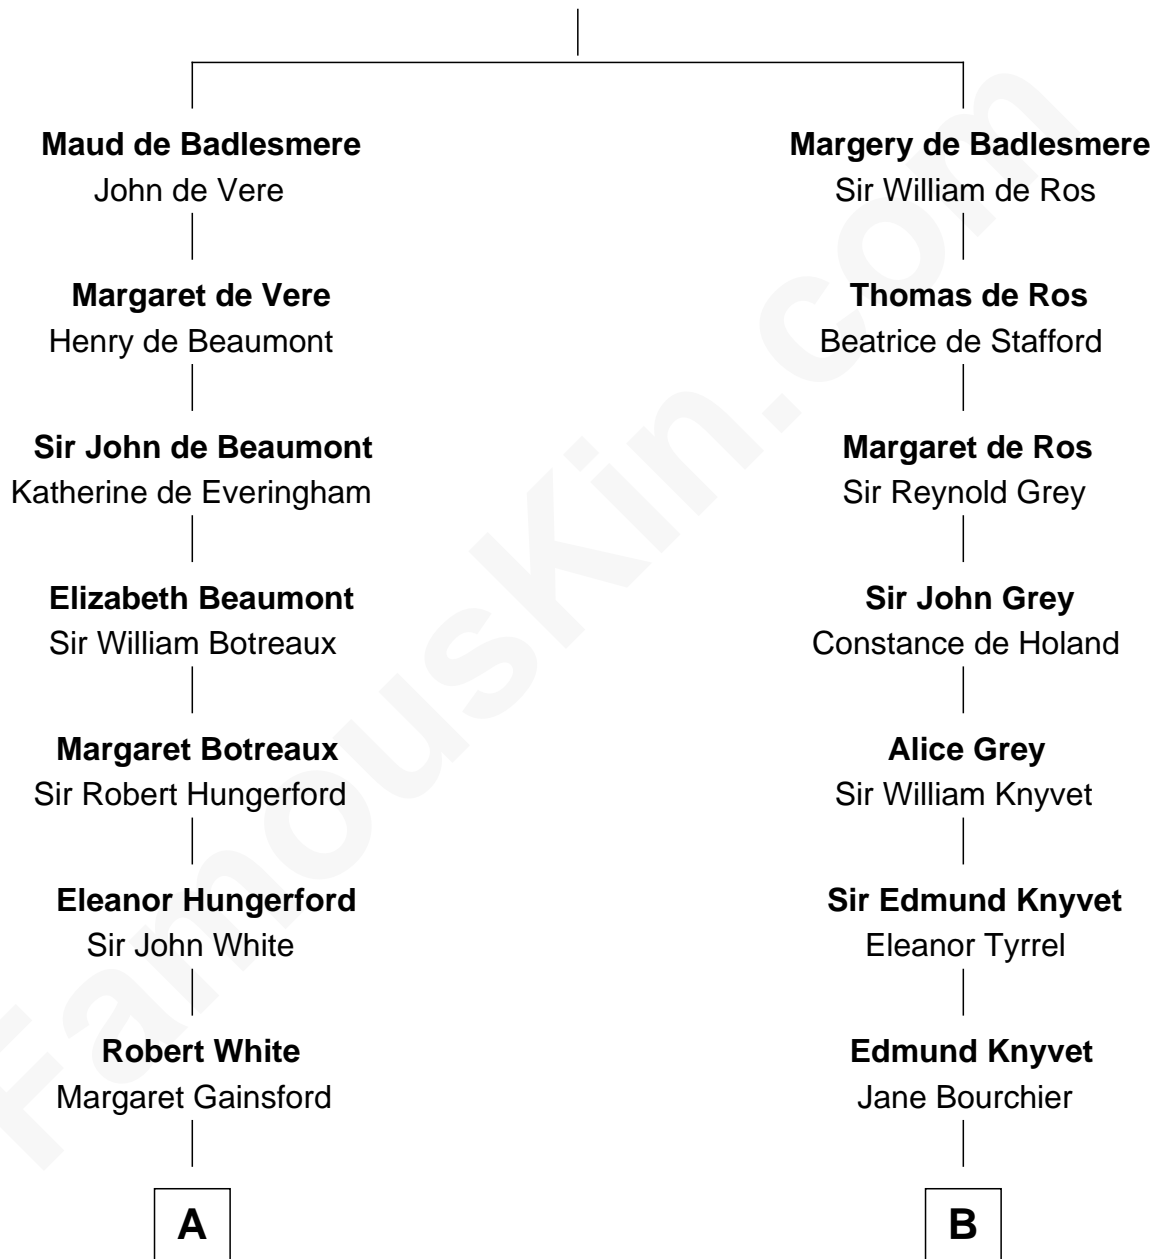 Maud de Badlesmere
John de Vere
Margery de Badlesmere
Sir William de Ros
Margaret de Vere
Henry de Beaumont
Thomas de Ros
Beatrice de Stafford
Sir John de Beaumont
Katherine de Everingham
Margaret de Ros
Sir Reynold Grey
Elizabeth Beaumont
Sir William Botreaux
Sir John Grey
Constance de Holand
Margaret Botreaux
Sir Robert Hungerford
Alice Grey
Sir William Knyvet
Eleanor Hungerford
Sir John White
Sir Edmund Knyvet
Eleanor Tyrrel
Robert White
Margaret Gainsford
Edmund Knyvet
Jane Bourchier
A
B
FamousKin.com